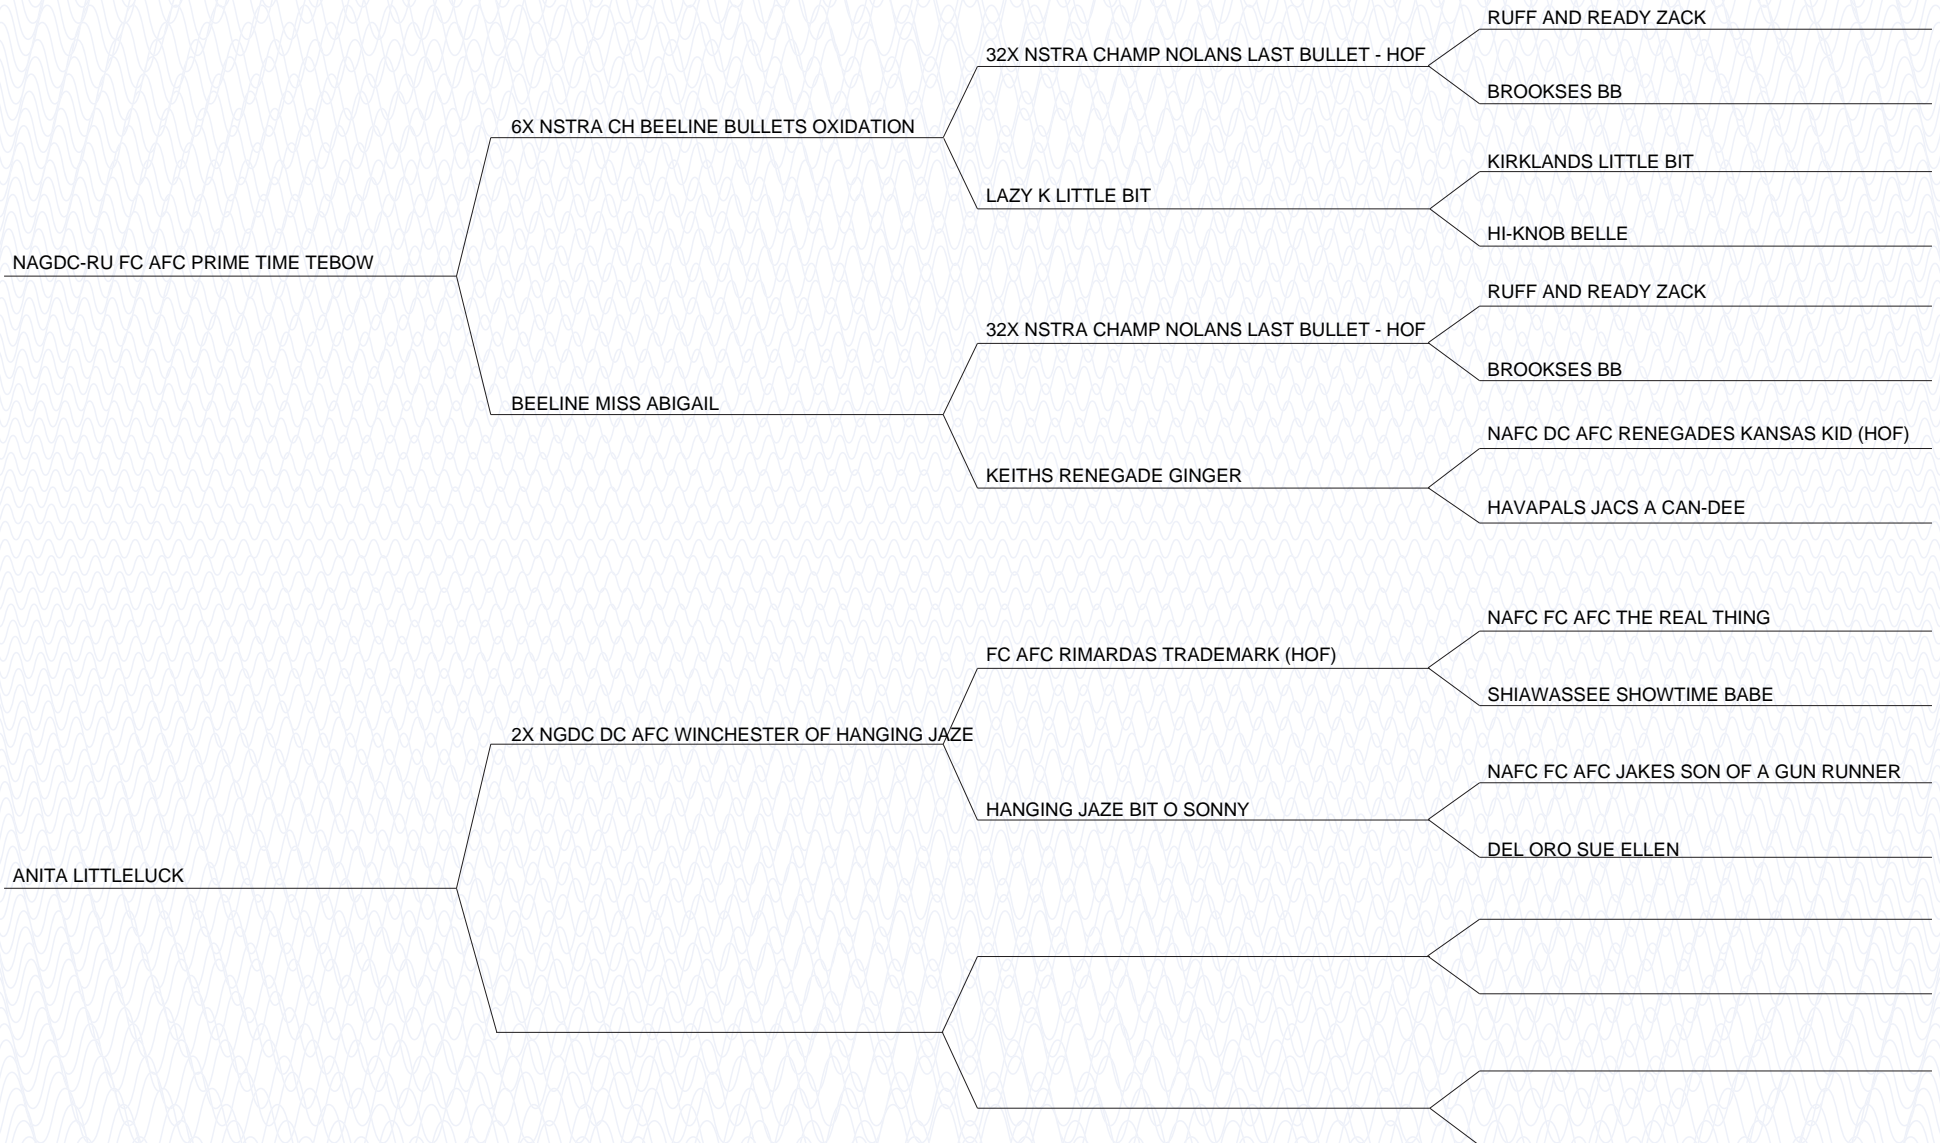 RUFF AND READY ZACK
32X NSTRA CHAMP NOLANS LAST BULLET - HOF
BROOKSES BB
6X NSTRA CH BEELINE BULLETS OXIDATION
KIRKLANDS LITTLE BIT
LAZY K LITTLE BIT
HI-KNOB BELLE
NAGDC-RU FC AFC PRIME TIME TEBOW
RUFF AND READY ZACK
32X NSTRA CHAMP NOLANS LAST BULLET - HOF
BROOKSES BB
BEELINE MISS ABIGAIL
NAFC DC AFC RENEGADES KANSAS KID (HOF)
KEITHS RENEGADE GINGER
HAVAPALS JACS A CAN-DEE
NAFC FC AFC THE REAL THING
FC AFC RIMARDAS TRADEMARK (HOF)
SHIAWASSEE SHOWTIME BABE
2X NGDC DC AFC WINCHESTER OF HANGING JAZE
NAFC FC AFC JAKES SON OF A GUN RUNNER
HANGING JAZE BIT O SONNY
DEL ORO SUE ELLEN
ANITA LITTLELUCK